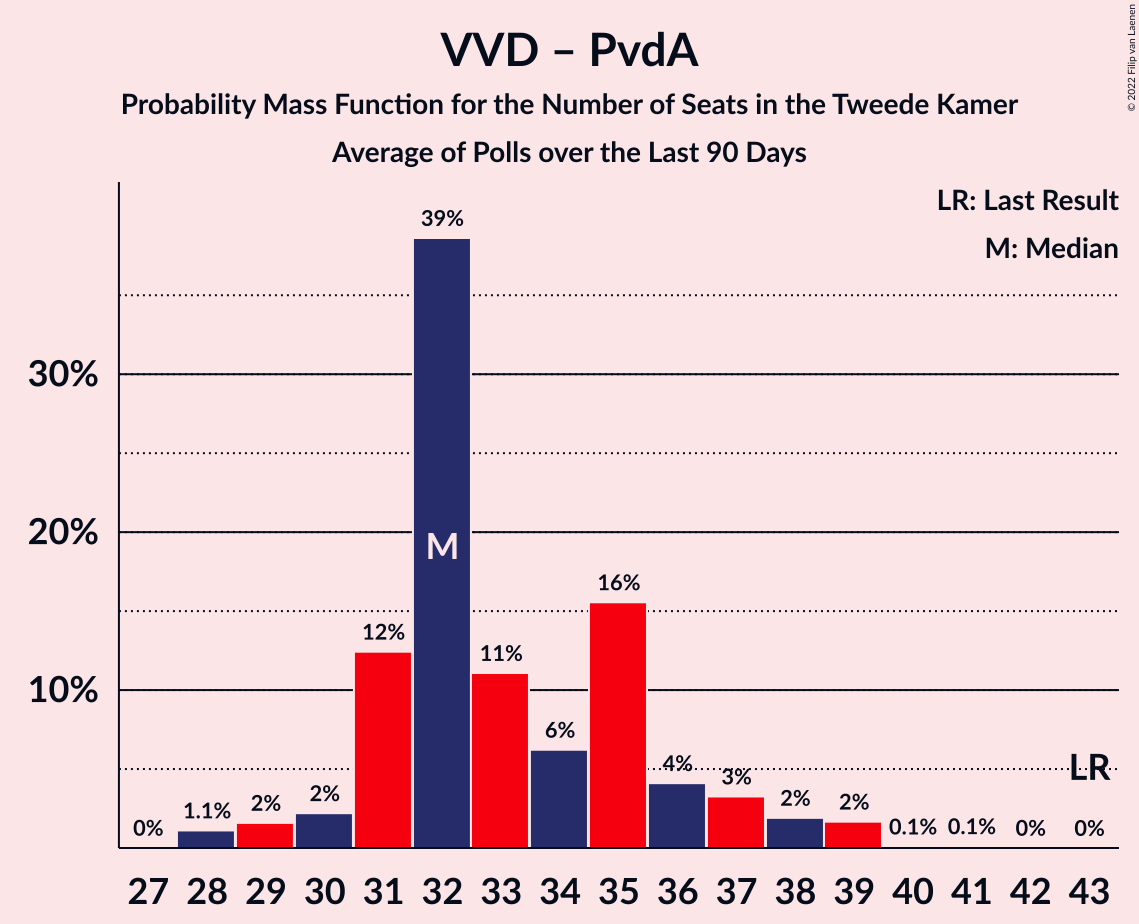 VVD – PvdA
Probability Mass Function for the Number of Seats in the Tweede Kamer
Average of Polls over the Last 90 Days
© 2022 Filip van Laenen
LR: Last Result
M: Median
39%
30%
20%
M
16%
12%
11%
10%
6%
4%
3%
LR
0%
1.1%
2%
2%
2%
2%
0.1%
0.1%
0%
0%
27 28 29 30 31 32 33 34 35 36 37 38 39 40 41 42 43